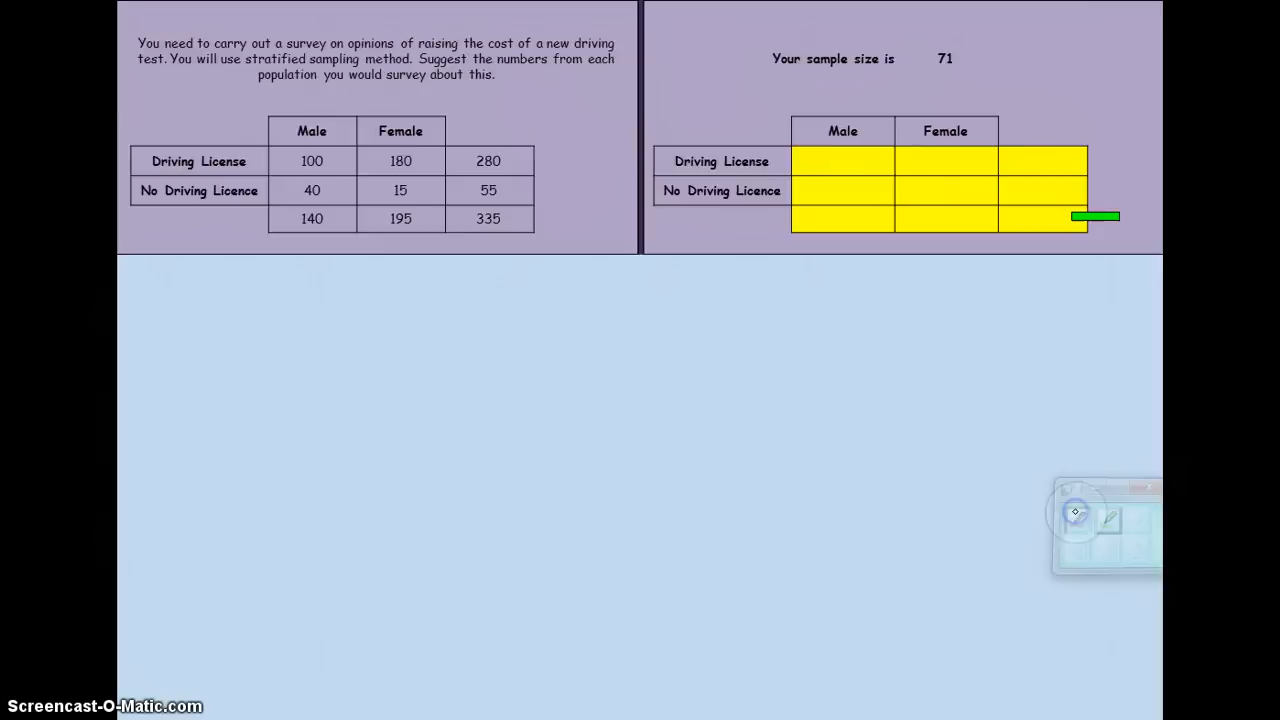 You need to carry out a survey on opinions of raising the cost of a new driving
test. You will use stratified sampling method. Suggest the numbers from each
population you would survey about this.
Male Female
Driving License 100 180 280
No Driving Licence 40 15 55
140 195 335
Your sample size is 71
Male Female
Driving License
No Driving Licence
Screencast-O-Matic.com